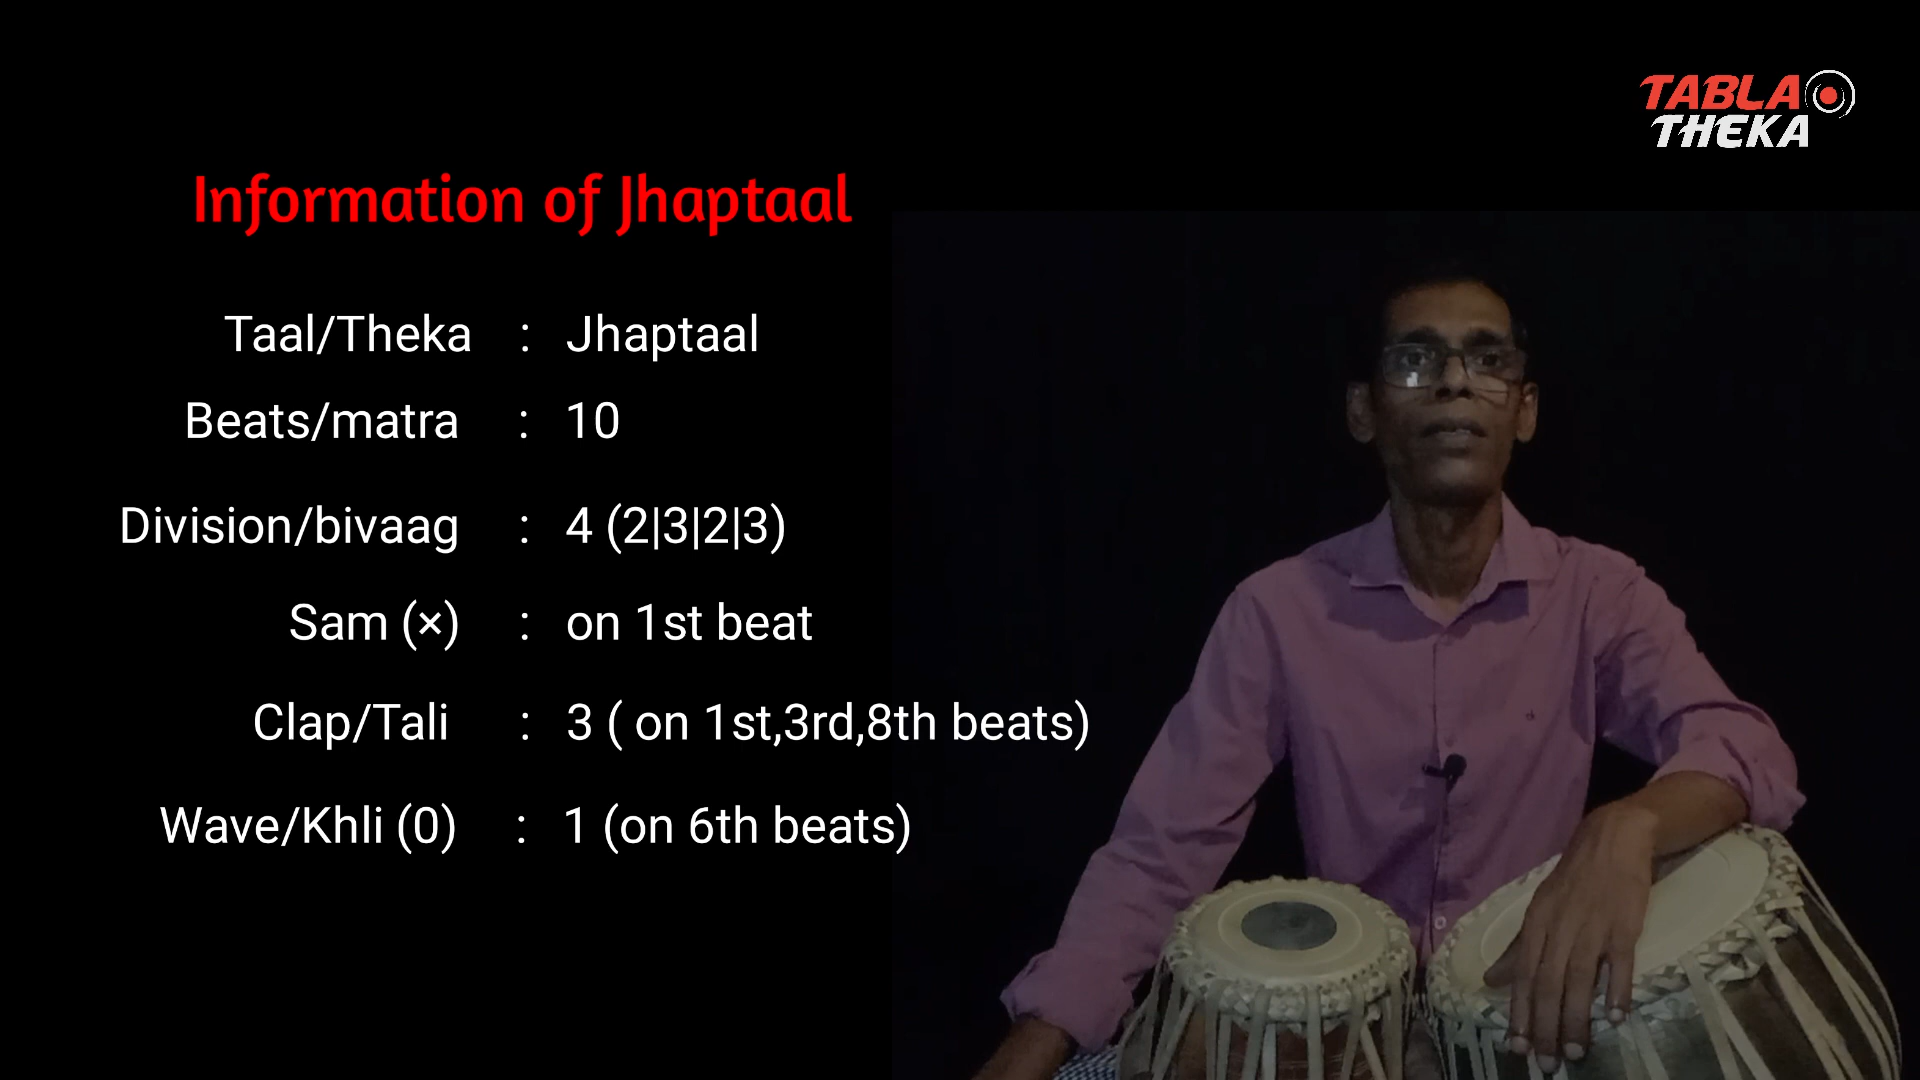 TABLA
THEKA
Information of Jhaptaal
Taal/Theka : Jhaptaal
Beats/matra : 10
Division/bivaag : 4 (2|3|2|3)
Sam (×) : on 1st beat
Clap/Tali : 3 ( on 1st,3rd,8th beats)
Wave/Khli (0) : 1 (on 6th beats)